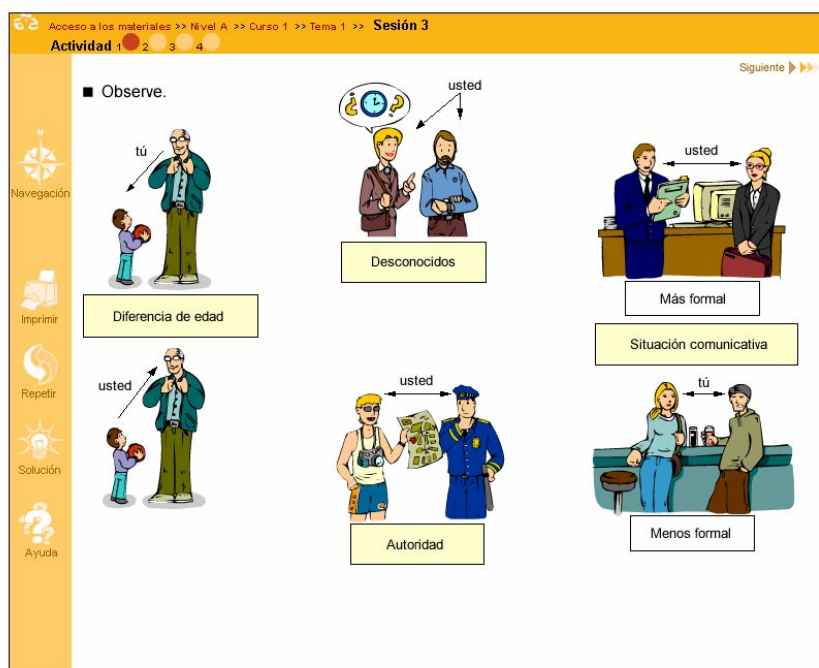 Acceso a los materiales >> Nivel A >> Curso 1 >> Tema 1 >> Sesión 3
Actividad 1 2 3 4
Siguiente
■ Observe.
N
Navegación
Imprimir
Repetir
Solución
Ayuda
tú
Diferencia de edad
usted
¿ ?
usted
Desconocidos
usted
Autoridad
usted
Más formal
Situación comunicativa
tú
Menos formal